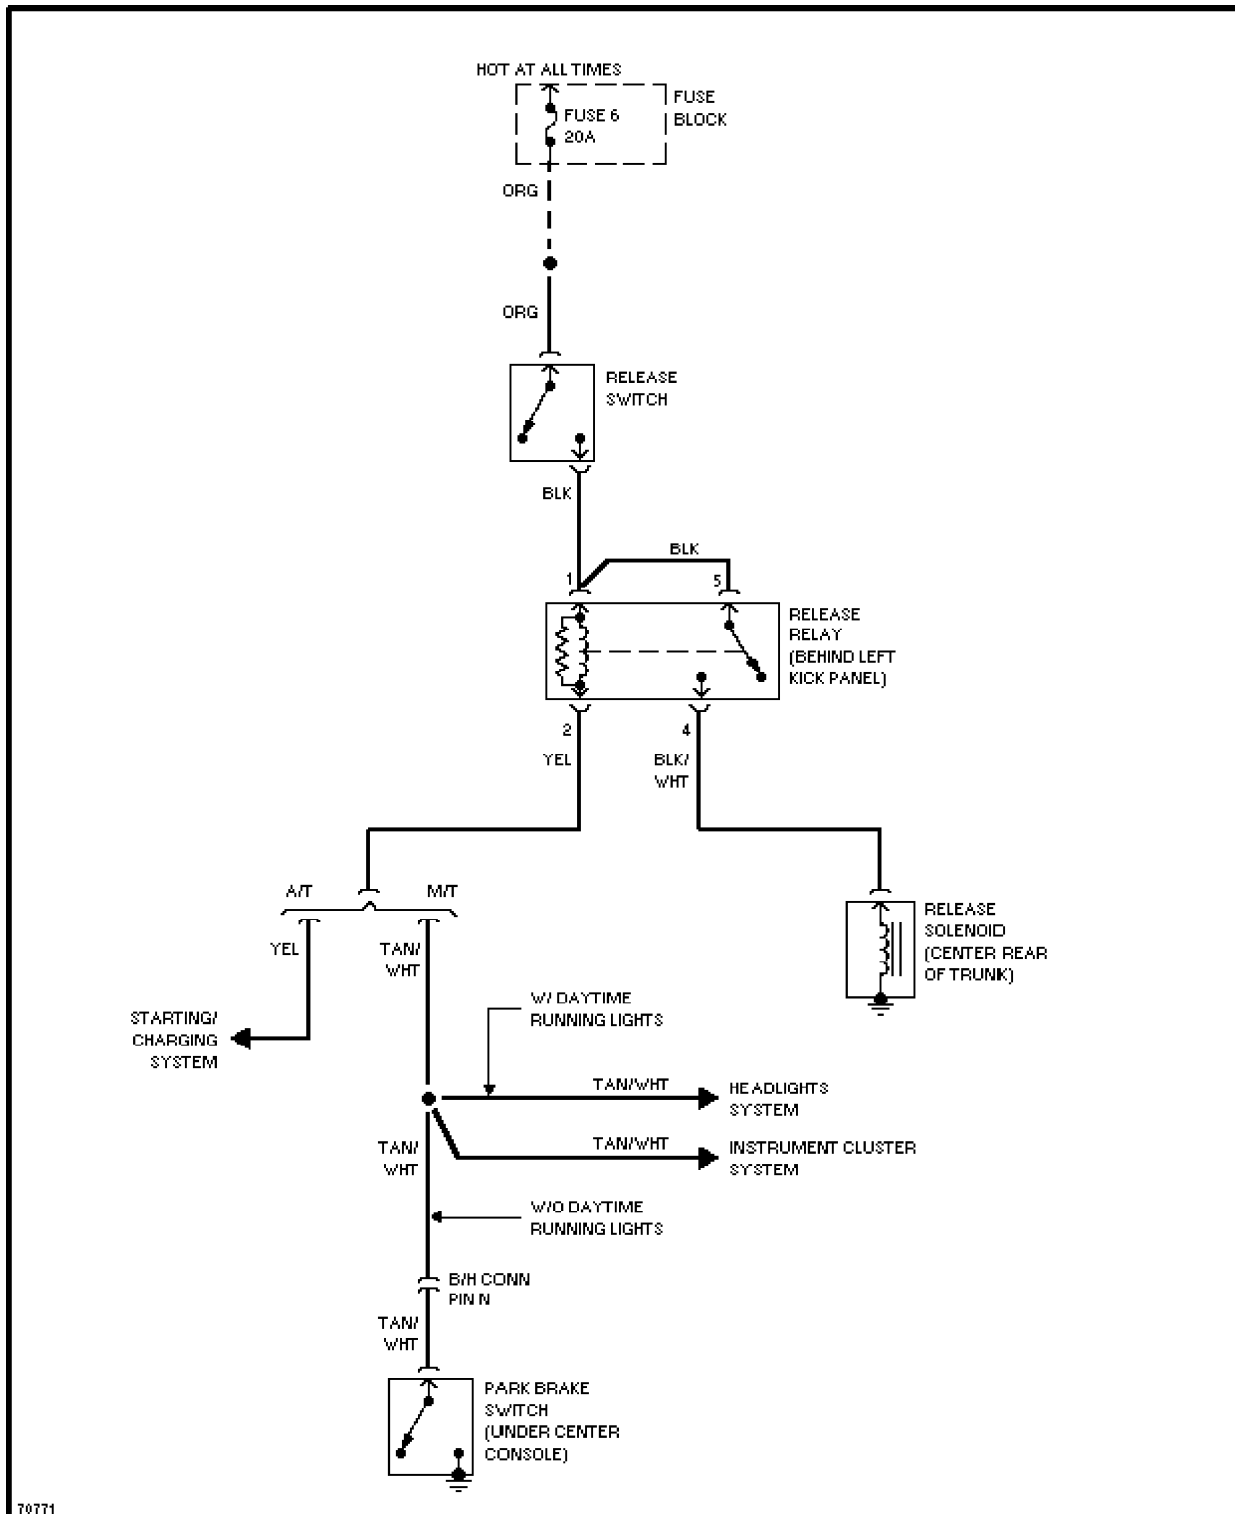 HOT AT ALL TIMES
FUSE 6
20A
FUSE
BLOCK
ORG
ORG
RELEASE
SWITCH
BLK
BLK
1
5
RELEASE
RELAY
(BEHIND LEFT
KICK PANEL)
2
4
YEL
BLK/
WHT
A/T
M/T
YEL
TAN/
WHT
RELEASE
SOLENOID
(CENTER REAR
OF TRUNK)
STARTING/
CHARGING
SYSTEM
W/ DAYTIME
RUNNING LIGHTS
TAN/WHT
HEADLIGHTS
SYSTEM
TAN/WHT
INSTRUMENT CLUSTER
SYSTEM
TAN/
WHT
W/O DAYTIME
RUNNING LIGHTS
B/H CONN
PIN N
TAN/
WHT
PARK BRAKE
SWITCH
(UNDER CENTER
CONSOLE)
70771